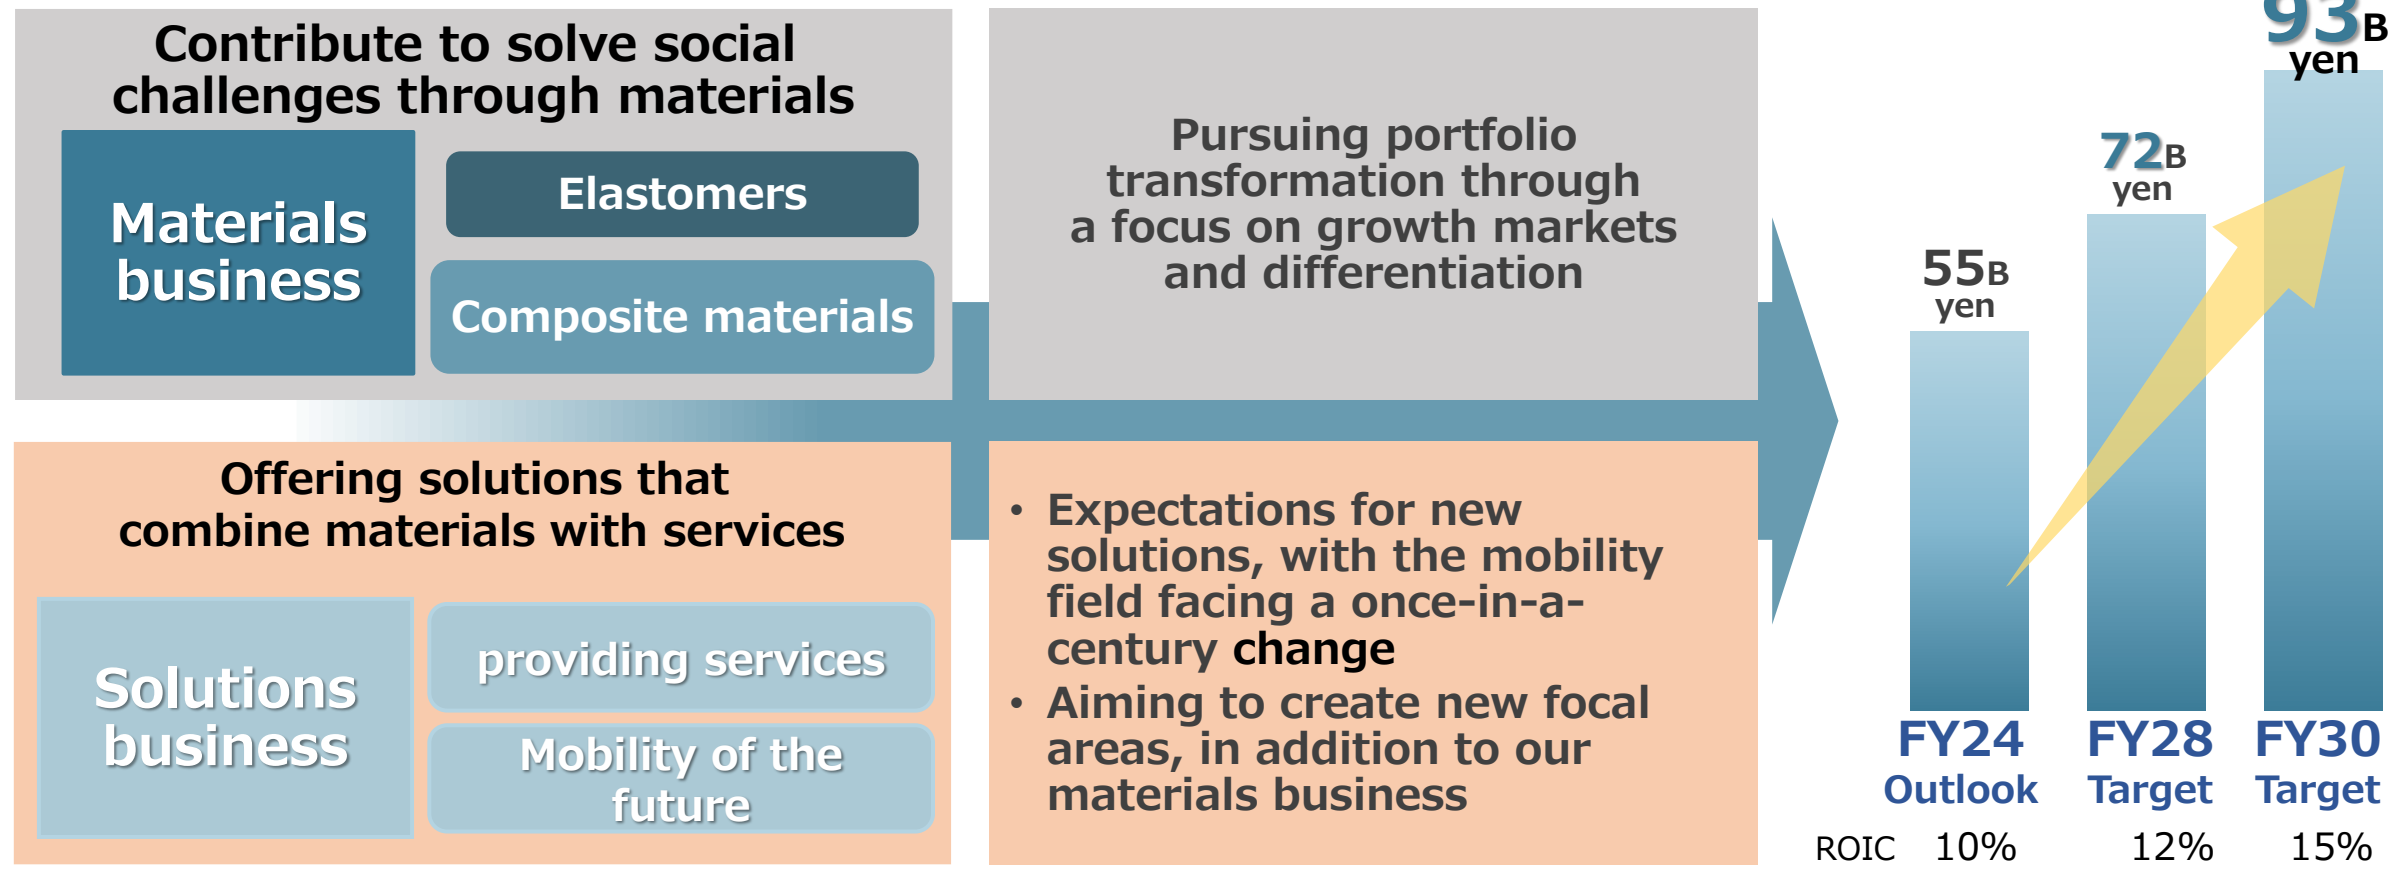 Contribute to solve social
challenges through materials
Materials
business
Elastomers
Composite materials
Pursuing portfolio
transformation through
a focus on growth markets
and differentiation
Offering solutions that
combine materials with services
Solutions
business
providing services
Mobility of the
future
• Expectations for new
solutions, with the mobility
field facing a once-in-a-
century change
• Aiming to create new focal
areas, in addition to our
materials business
55B
yen
72B
yen
93B
yen
FY24
Outlook
FY28
Target
FY30
Target
ROIC 10% 12% 15%